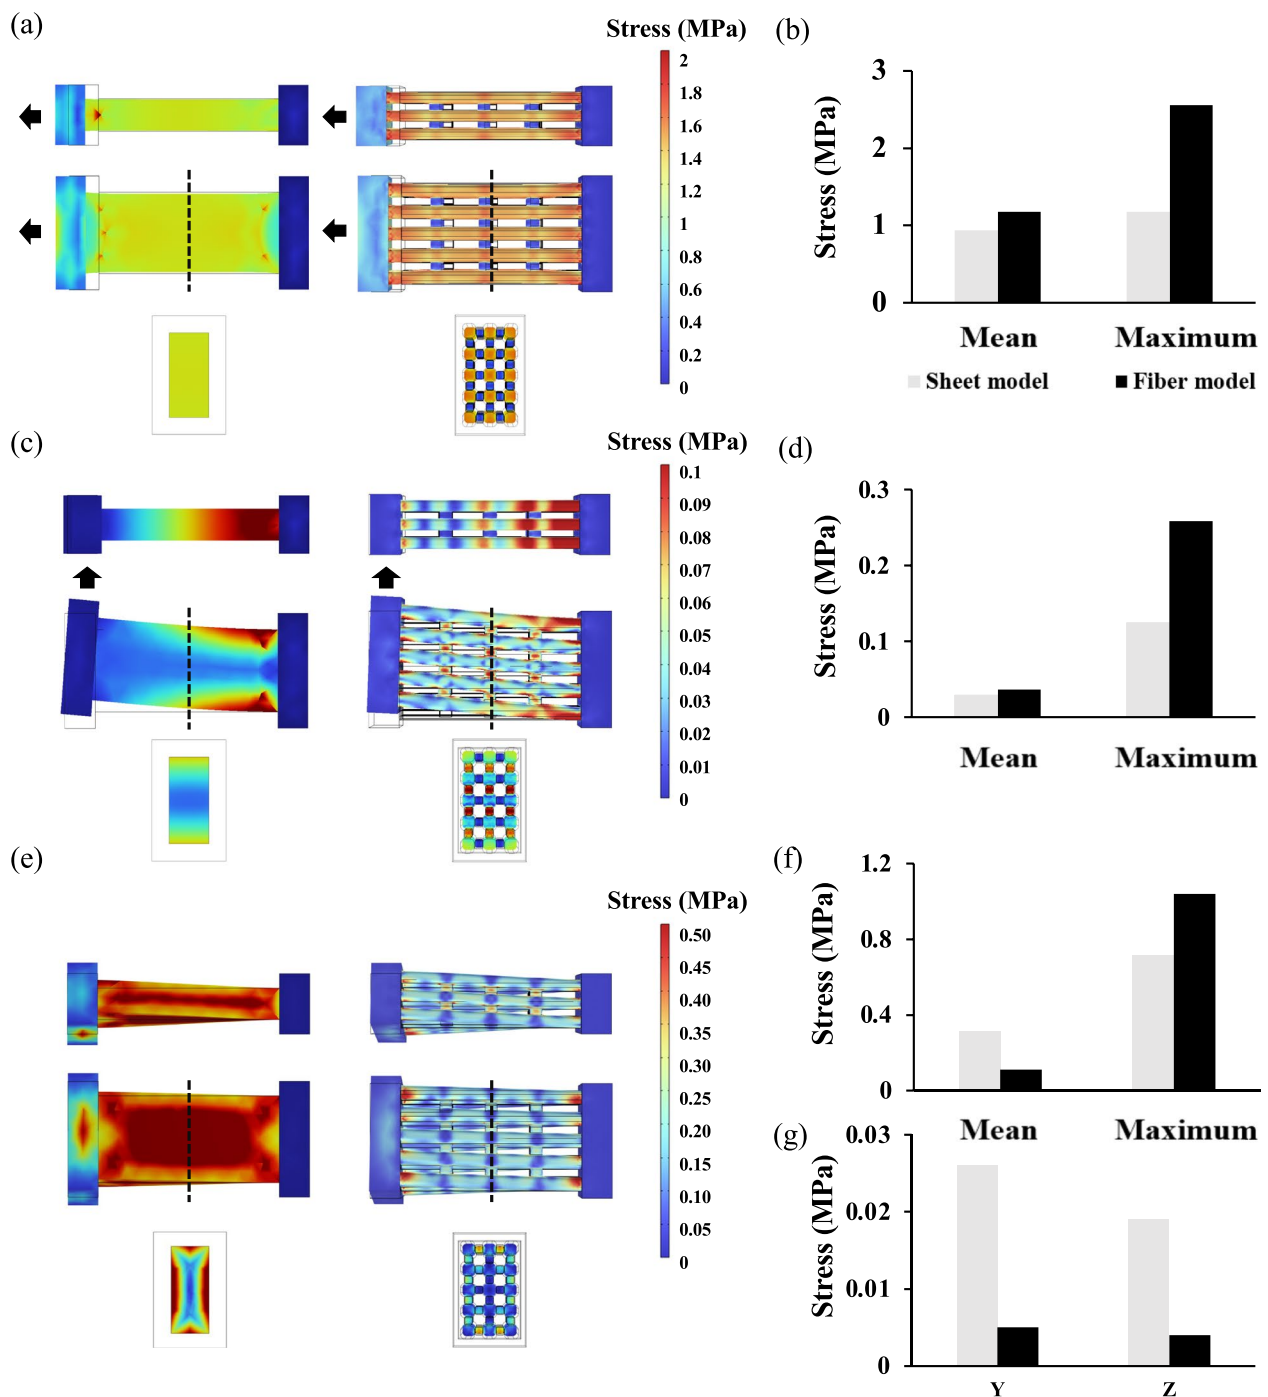 (a)
Stress (MPa)
2
1.8
1.6
1.4
1.2
1
0.8
0.6
0.4
0.2
0
(b)
Stress (MPa)
3
2
1
0
Mean
Maximum
Sheet model
Fiber model
(c)
Stress (MPa)
0.1
0.09
0.08
0.07
0.06
0.05
0.04
0.03
0.02
0.01
0
(d)
Stress (MPa)
0.3
0.2
0.1
0
Mean
Maximum
(e)
Stress (MPa)
0.50
0.45
0.40
0.35
0.30
0.25
0.20
0.15
0.10
0.05
0
(f)
Stress (MPa)
1.2
0.8
0.4
0
Mean
Maximum
(g)
Stress (MPa)
0.03
0.02
0.01
0
Y
Z